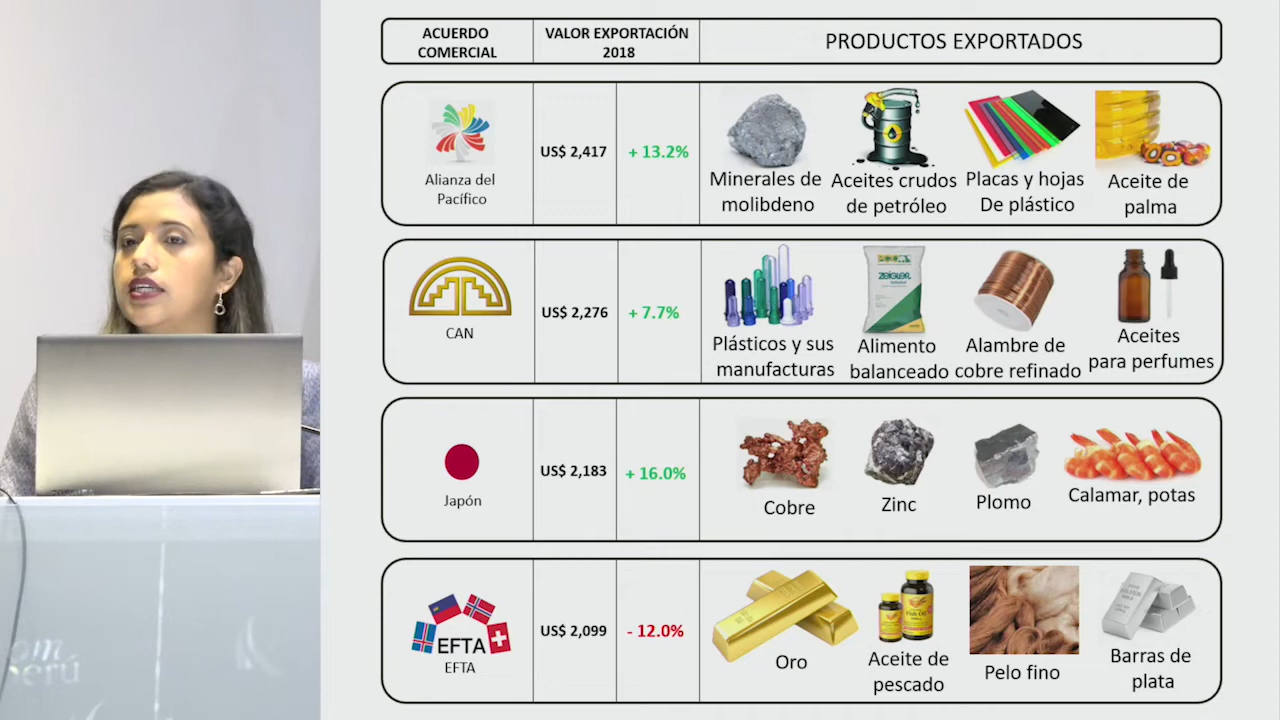 ACUERDO
COMERCIAL
VALOR EXPORTACIÓN
2018
PRODUCTOS EXPORTADOS
Alianza del
Pacífico
US$ 2,417
+ 13.2%
Minerales de
molibdeno
Aceites crudos
de petróleo
Placas y hojas
De plástico
Aceite de
palma
CAN
US$ 2,276
+ 7.7%
Plásticos y sus
manufacturas
ZEIGLER
Alimento
balanceado
Alambre de
cobre refinado
Aceites
para perfumes
Japón
US$ 2,183
+ 16.0%
Cobre
Zinc
Plomo
Calamar, potas
EFTA
EFTA
US$ 2,099
- 12.0%
Oro
Fish Oil
Aceite de
pescado
Pelo fino
Barras de
plata